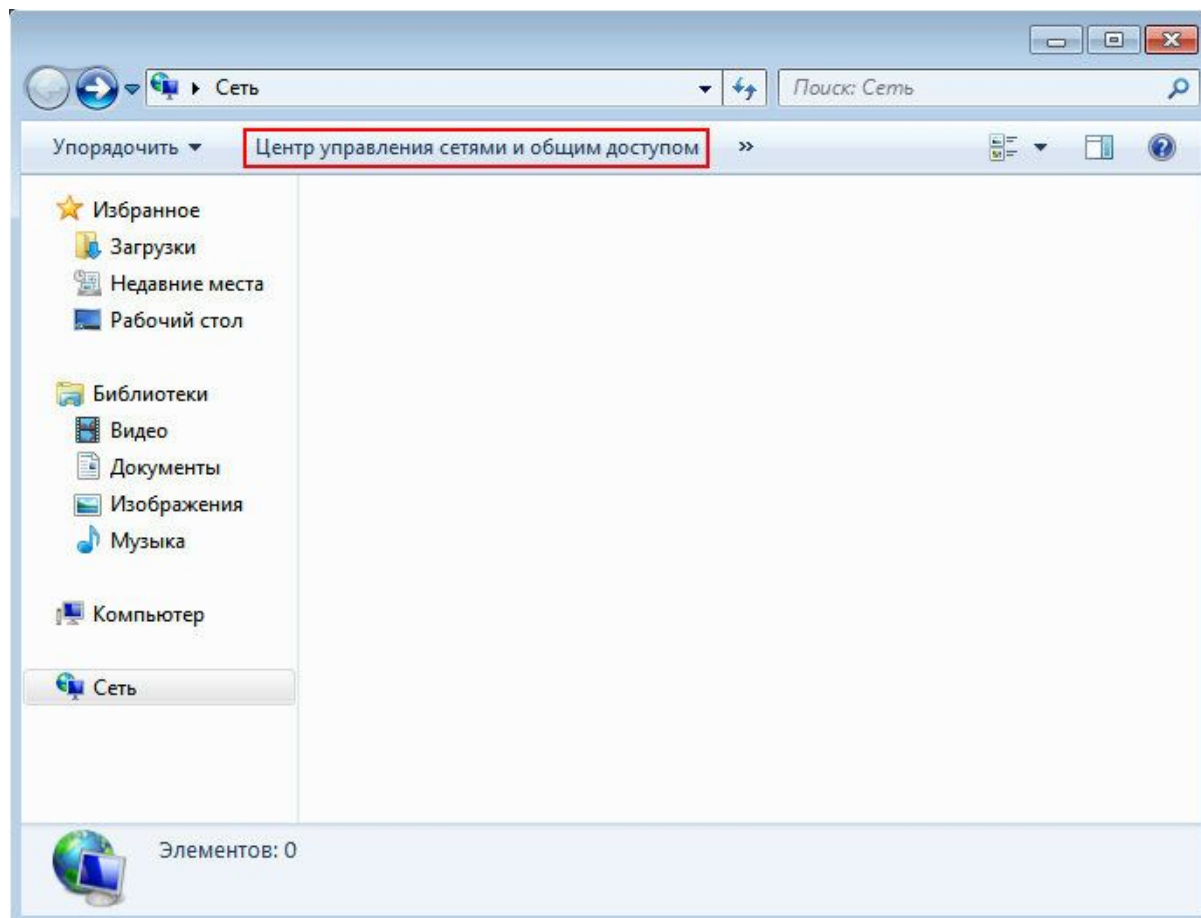 Сеть
Поиск: Сеть
Упорядочить
Центр управления сетями и общим доступом
»
Избранное
Загрузки
Недавние места
Рабочий стол
Библиотеки
Видео
Документы
Изображения
Музыка
Компьютер
Сеть
Элементов: 0